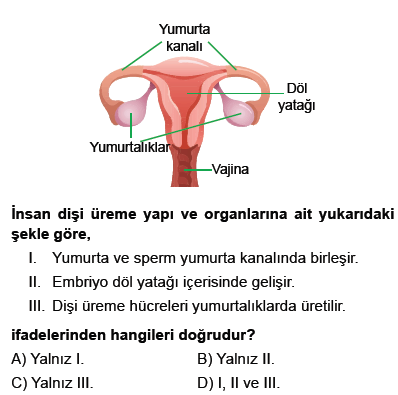 Yumurta
kanalı
Döl
yatağı
Yumurtalıklar
Vajina
İnsan dişi üreme yapı ve organlarına ait yukarıdaki
şekle göre,
I. Yumurta ve sperm yumurta kanalında birleşir.
II. Embriyo döl yatağı içerisinde gelişir.
III. Dişi üreme hücreleri yumurtalıklarda üretilir.
ifadelerinden hangileri doğrudur?
A) Yalnız I. B) Yalnız II.
C) Yalnız III. D) I, II ve III.